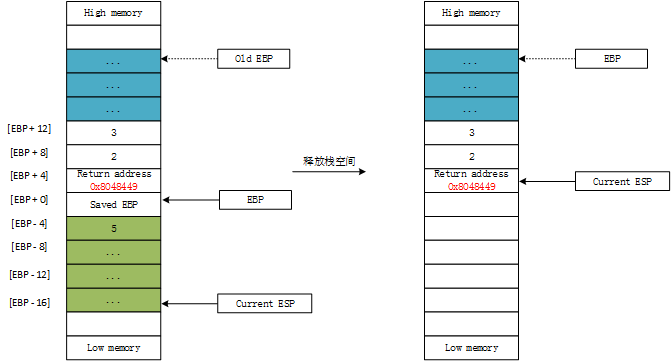 High memory
...
Old EBP
...
...
[EBP + 12]
3
[EBP + 8]
2
[EBP + 4]
Return address
0x8048449
[EBP + 0]
Saved EBP
EBP
[EBP - 4]
5
[EBP - 8]
...
[EBP - 12]
...
[EBP - 16]
...
Current ESP
Low memory
释放栈空间
High memory
...
EBP
...
...
3
2
Return address
0x8048449
Current ESP
Low memory